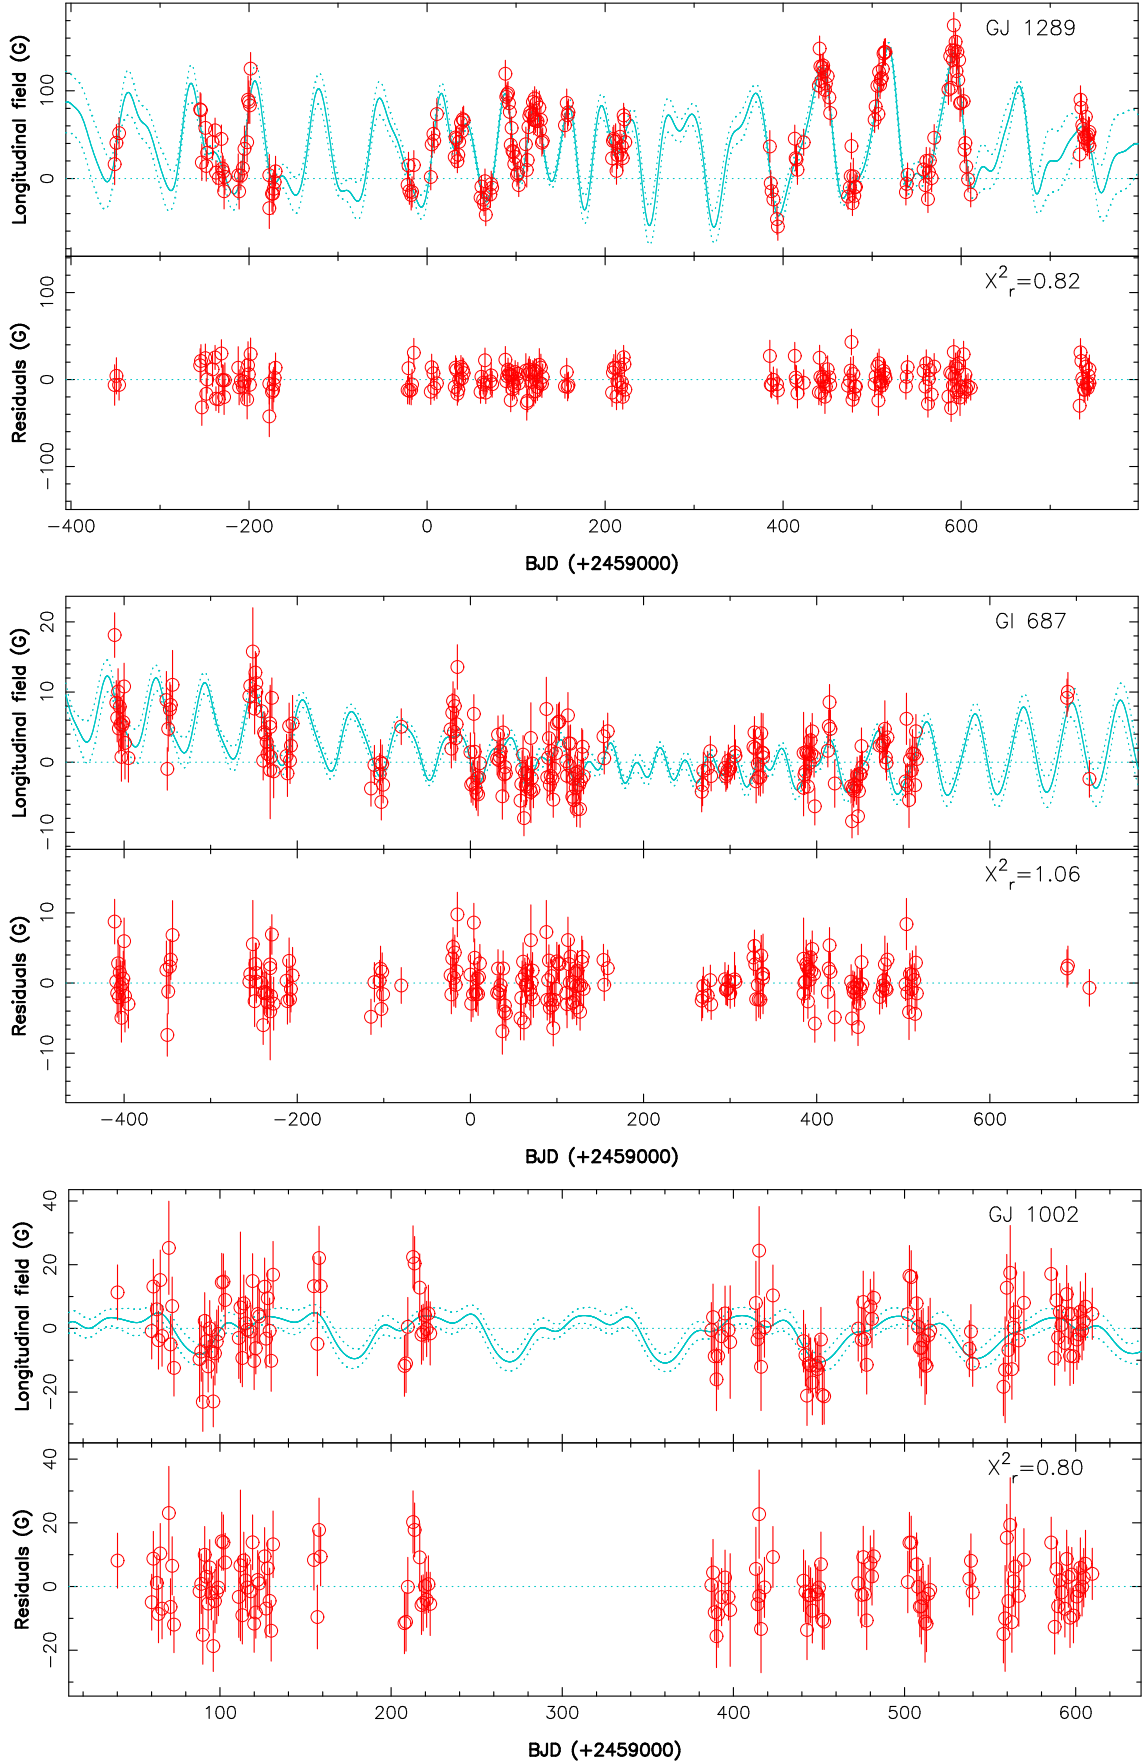 GJ 1289
Longitudinal field (G)
0 100
X²ᵣ=0.82
Residuals (G)
−100 0 100
−400 −200 0 200 400 600
BJD (+2459000)
Gl 687
Longitudinal field (G)
−10 0 10 20
X²ᵣ=1.06
Residuals (G)
−10 0 10
−400 −200 0 200 400 600
BJD (+2459000)
GJ 1002
Longitudinal field (G)
−20 0 20 40
X²ᵣ=0.80
Residuals (G)
−20 0 20 40
100 200 300 400 500 600
BJD (+2459000)